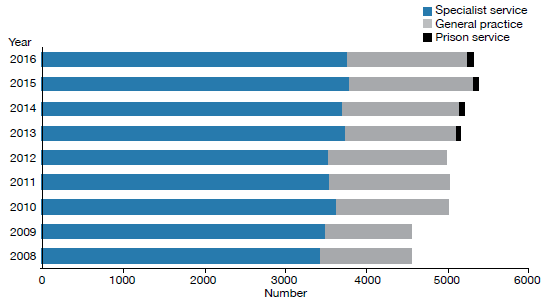 Specialist service
General practice
Prison service
Year
2016
2015
2014
2013
2012
2011
2010
2009
2008
0 1000 2000 3000 4000 5000 6000
Number